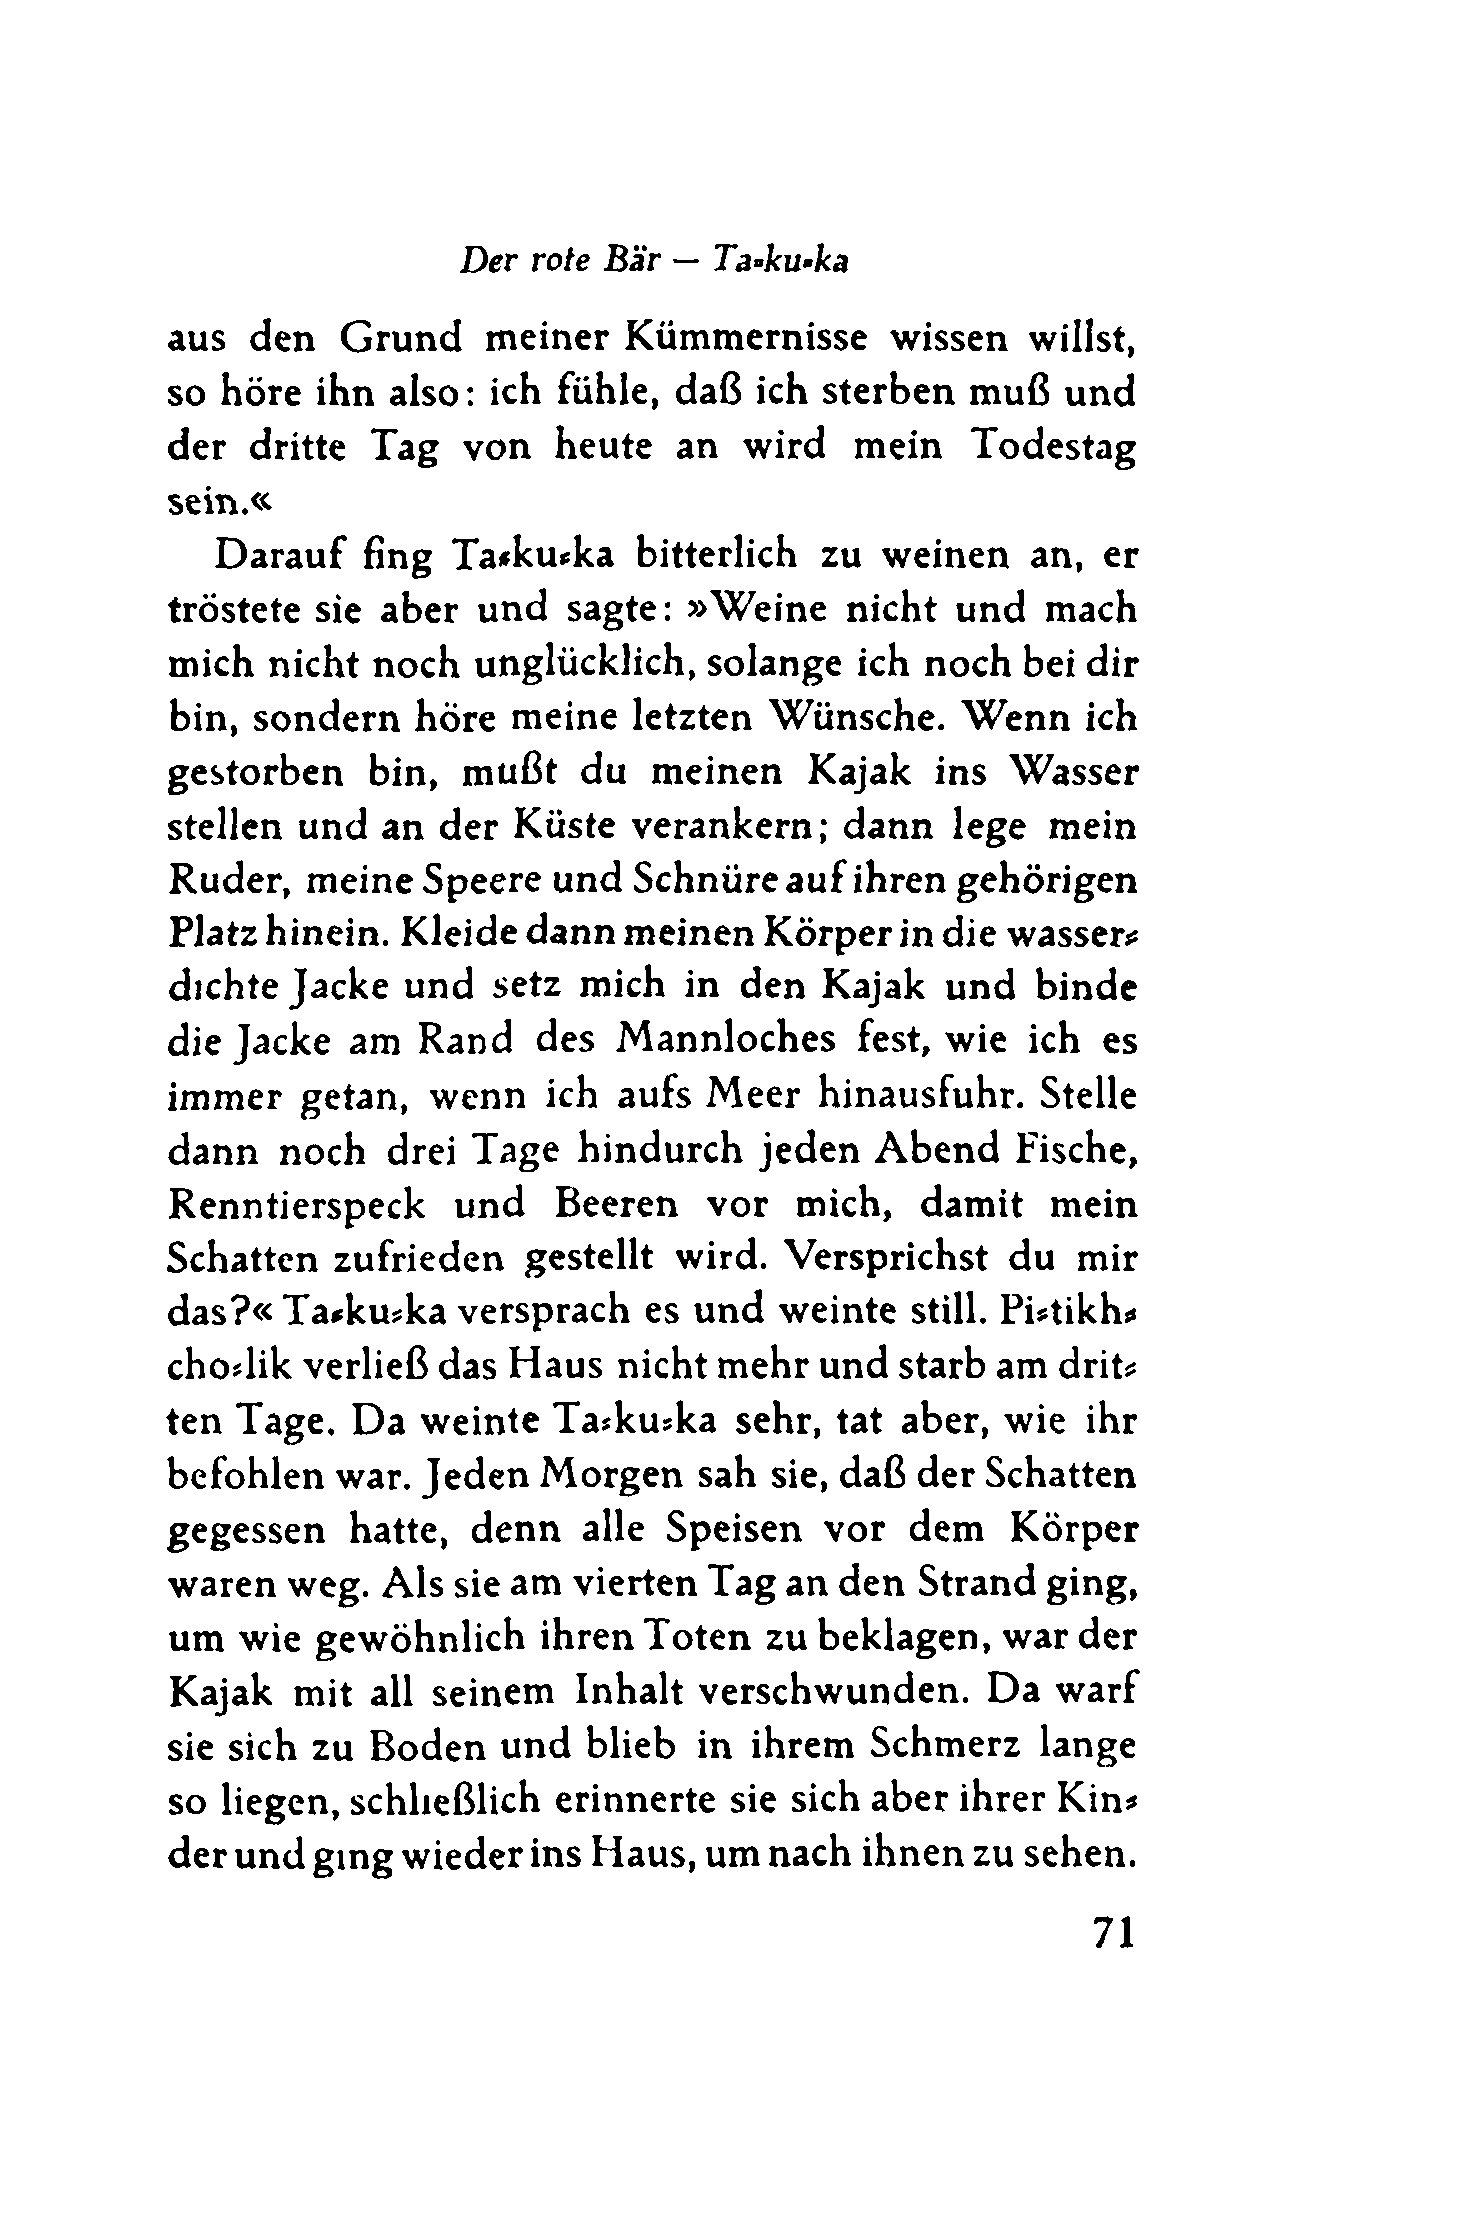 Der rote Bär — Ta-ku-ka
aus den Grund meiner Kümmernisse wissen willst,
so höre ihn also: ich fühle, daß ich sterben muß und
der dritte Tag von heute an wird mein Todestag
sein.«
Darauf fing Ta-ku-ka bitterlich zu weinen an, er
tröstete sie aber und sagte: »Weine nicht und mach
mich nicht noch unglücklich, solange ich noch bei dir
bin, sondern höre meine letzten Wünsche. Wenn ich
gestorben bin, mußt du meinen Kajak ins Wasser
stellen und an der Küste verankern; dann lege mein
Ruder, meine Speere und Schnüre auf ihren gehörigen
Platz hinein. Kleide dann meinen Körper in die wasser-
dichte Jacke und setz mich in den Kajak und binde
die Jacke am Rand des Mannloches fest, wie ich es
immer getan, wenn ich aufs Meer hinausfuhr. Stelle
dann noch drei Tage hindurch jeden Abend Fische,
Renntierspeck und Beeren vor mich, damit mein
Schatten zufrieden gestellt wird. Versprichst du mir
das?« Ta-ku-ka versprach es und weinte still. Pi-tikh-
cho-lik verließ das Haus nicht mehr und starb am drit-
ten Tage. Da weinte Ta-ku-ka sehr, tat aber, wie ihr
befohlen war. Jeden Morgen sah sie, daß der Schatten
gegessen hatte, denn alle Speisen vor dem Körper
waren weg. Als sie am vierten Tag an den Strand ging,
um wie gewöhnlich ihren Toten zu beklagen, war der
Kajak mit all seinem Inhalt verschwunden. Da warf
sie sich zu Boden und blieb in ihrem Schmerz lange
so liegen, schließlich erinnerte sie sich aber ihrer Kin-
der und ging wieder ins Haus, um nach ihnen zu sehen.
71